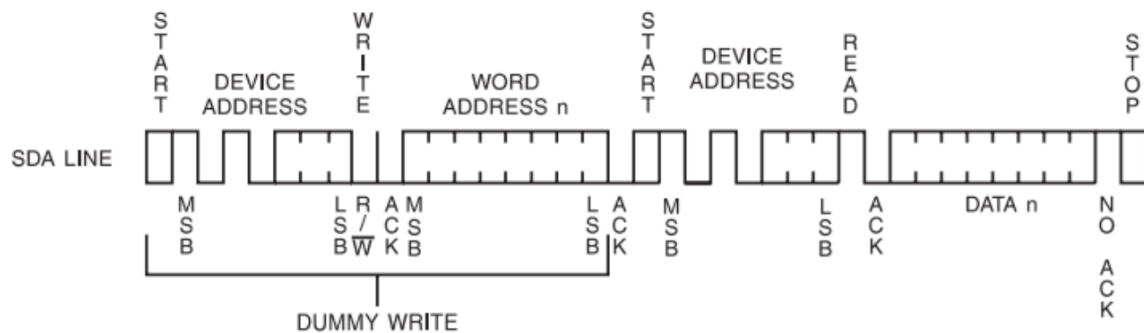 START
DEVICE
ADDRESS
WRITE
WORD
ADDRESS n
START
DEVICE
ADDRESS
READ
STOP
SDA LINE
MSB
LSB
R/W̅
ACK
MSB
LSB
ACK
MSB
LSB
ACK
DATA n
NO ACK
DUMMY WRITE